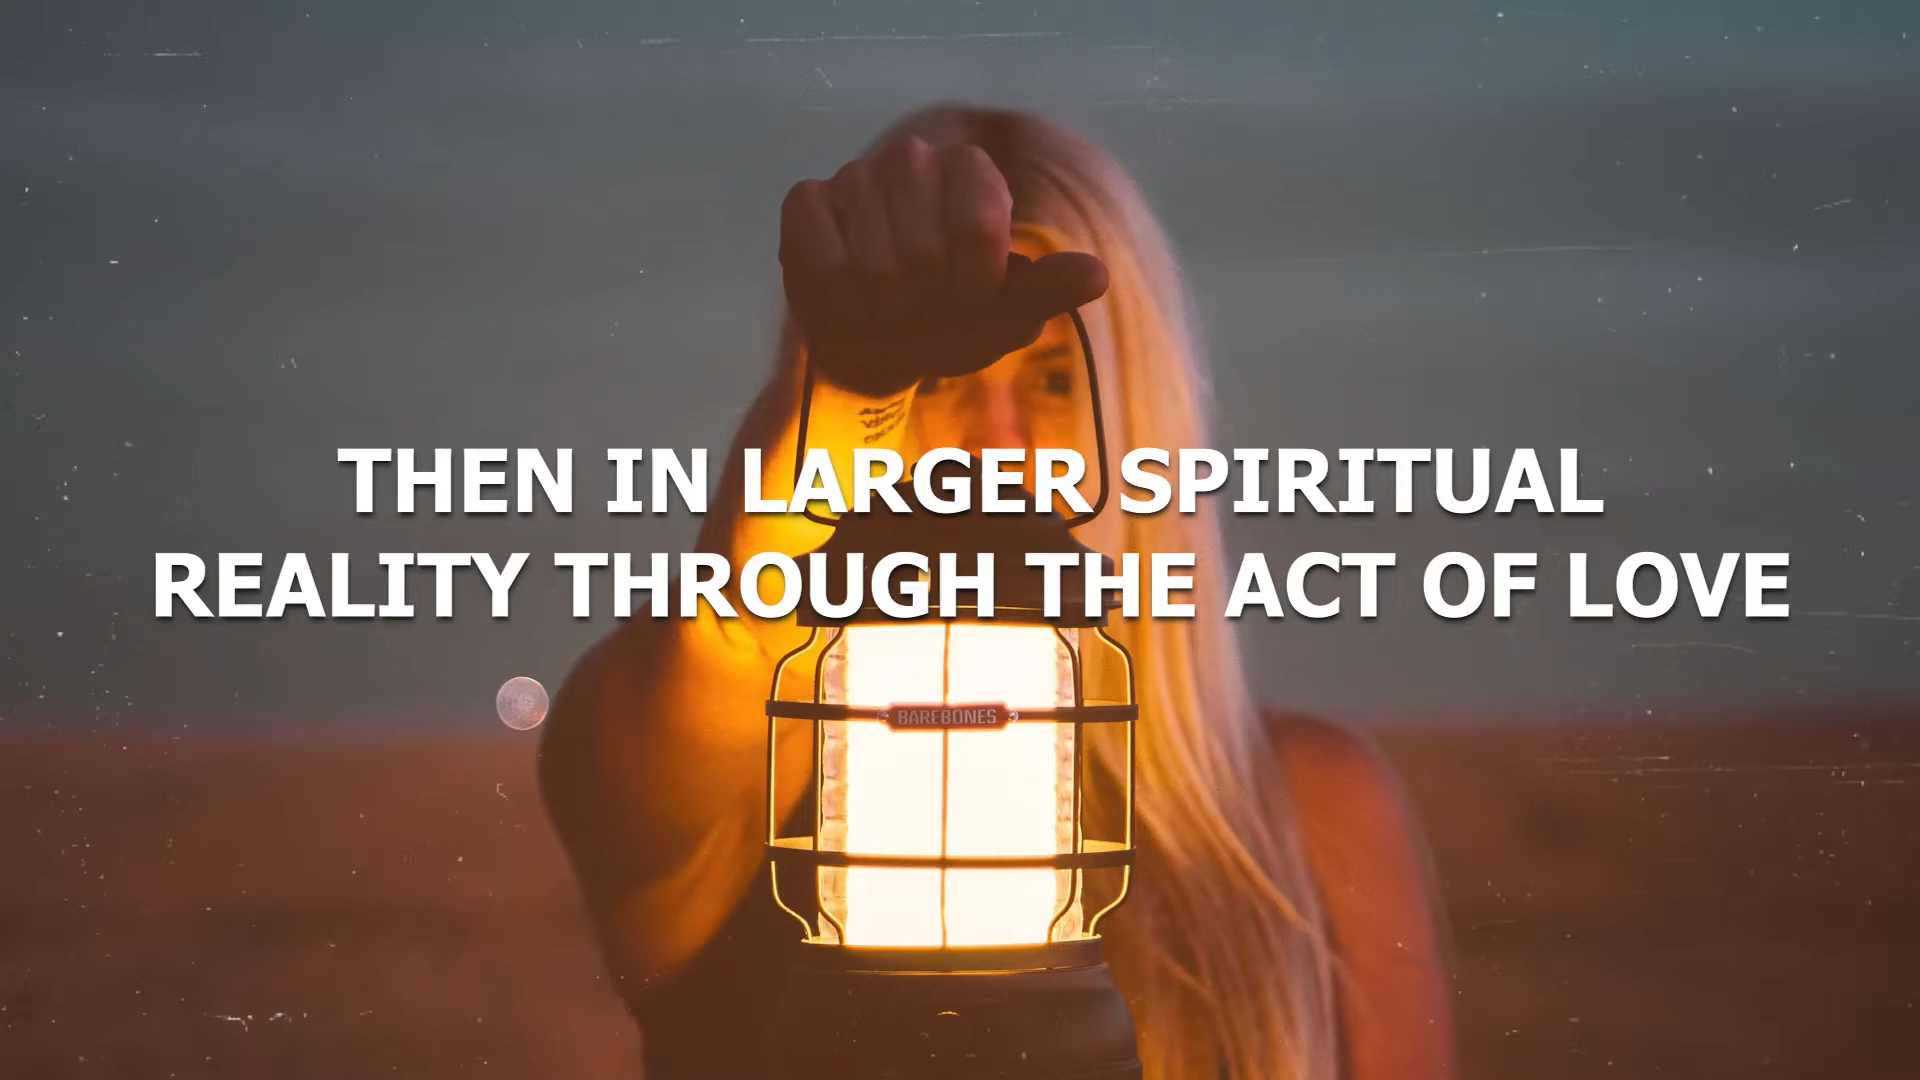 THEN IN LARGER SPIRITUAL
REALITY THROUGH THE ACT OF LOVE
BAREBONES